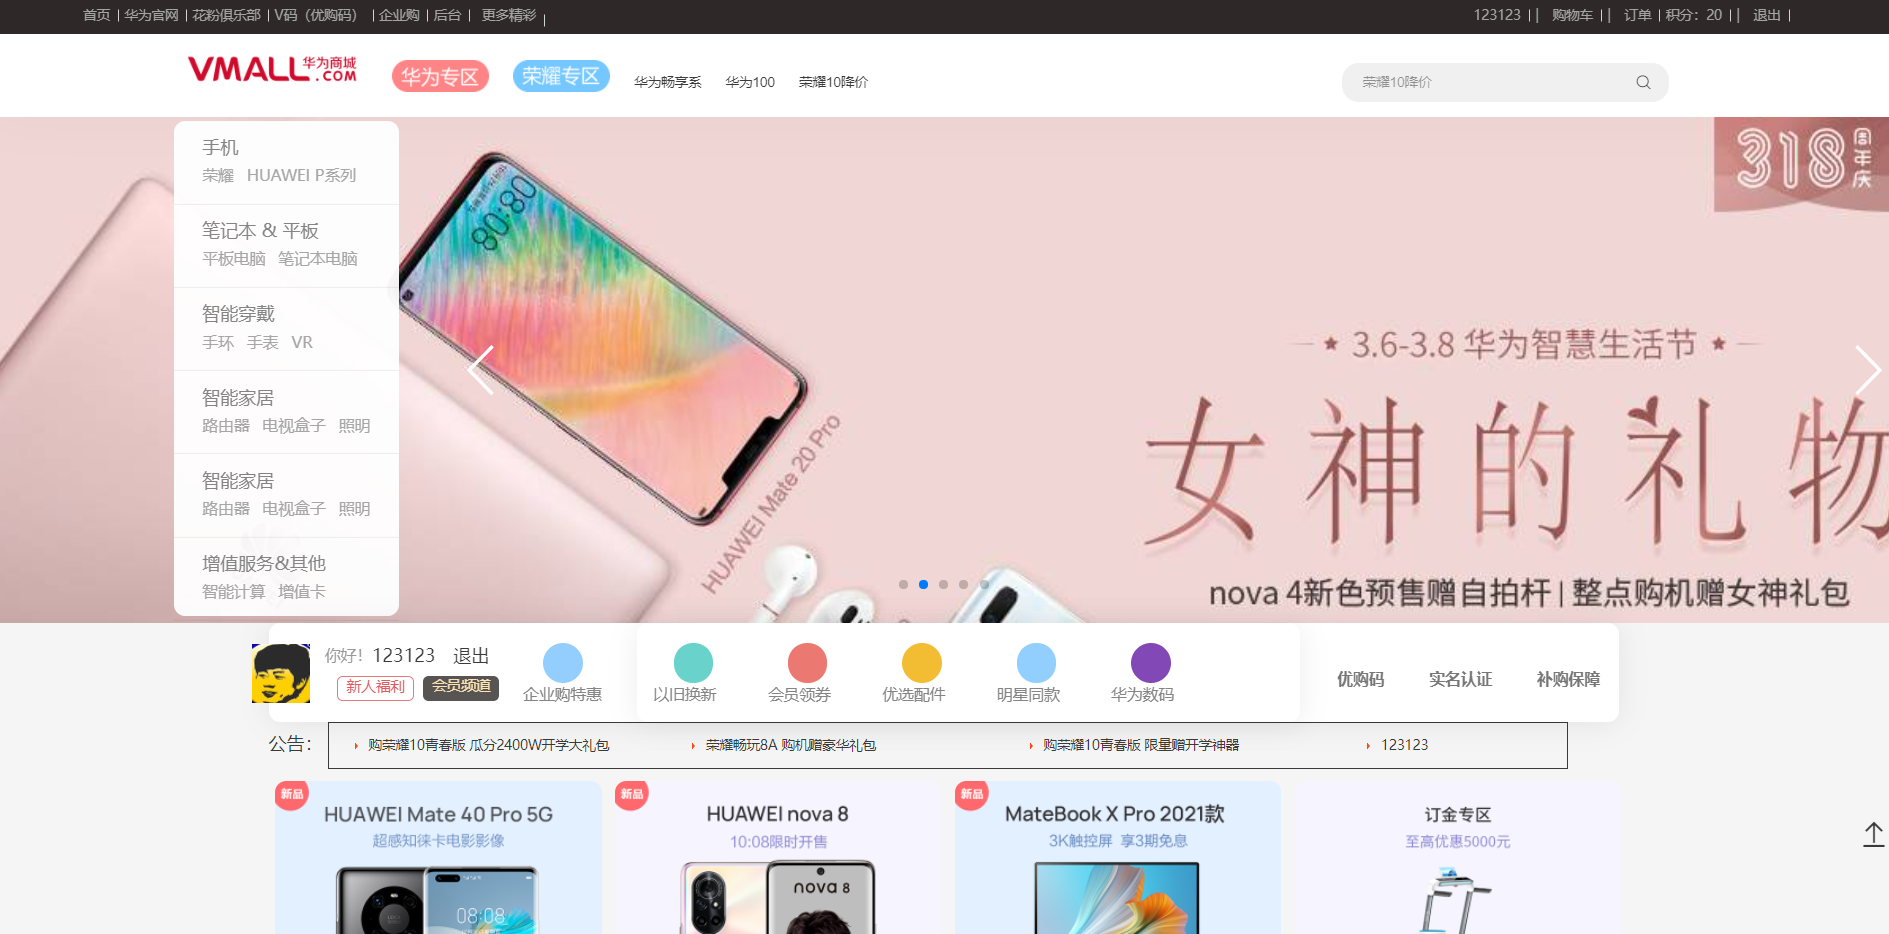 首页 | 华为官网 | 花粉俱乐部 | V码（优购码） | 企业购 | 后台 | 更多精彩 |
123123 | | 购物车 | | 订单 | 积分：20 | | 退出 |
VMALL 华为商城 .COM
华为专区 荣耀专区 华为畅享系 华为100 荣耀10降价
荣耀10降价
手机
荣耀 HUAWEI P系列
笔记本 & 平板
平板电脑 笔记本电脑
智能穿戴
手环 手表 VR
智能家居
路由器 电视盒子 照明
智能家居
路由器 电视盒子 照明
增值服务&其他
智能计算 增值卡
08:08
HUAWEI Mate 20 Pro
318 周年庆
3.6-3.8 华为智慧生活节
女神的礼物
nova 4新色预售赠自拍杆 | 整点购机赠女神礼包
你好！123123 退出
新人福利 会员频道
企业购特惠
以旧换新 会员领券 优选配件 明星同款 华为数码
优购码 实名认证 补购保障
公告：
购荣耀10青春版 瓜分2400W开学大礼包
荣耀畅玩8A 购机赠豪华礼包
购荣耀10青春版 限量赠开学神器
123123
新品
HUAWEI Mate 40 Pro 5G
超感知徕卡电影影像
08:08
新品
HUAWEI nova 8
10:08限时开售
nova 8
新品
MateBook X Pro 2021款
3K触控屏 享3期免息
订金专区
至高优惠5000元